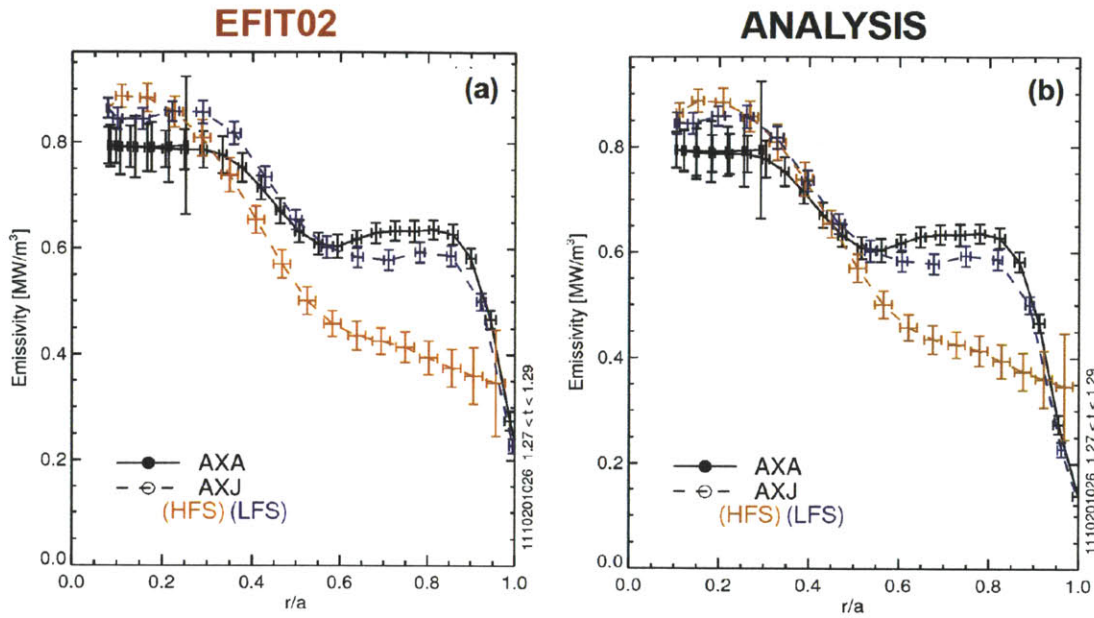 EFIT02
ANALYSIS
(a)
Emissivity [MW/m³]
0.8
0.6
0.4
0.2
0.0
AXA
AXJ
(HFS) (LFS)
0.0 0.2 0.4 0.6 0.8 1.0
r/a
1110201026 1.27 < t < 1.29
(b)
Emissivity [MW/m³]
0.8
0.6
0.4
0.2
0.0
AXA
AXJ
(HFS) (LFS)
0.0 0.2 0.4 0.6 0.8 1.0
r/a
1110201026 1.27 < t < 1.29